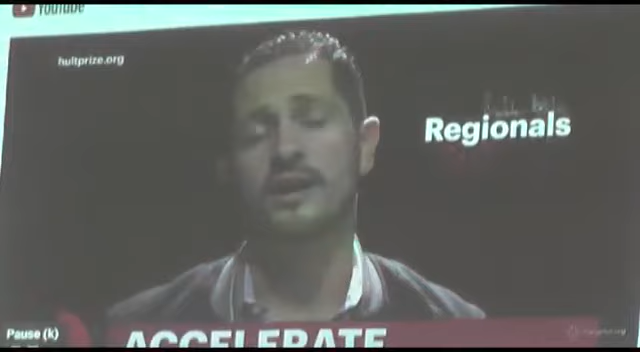 YouTube
hultprize.org
Regionals
Pause (k)
ACCELERATE